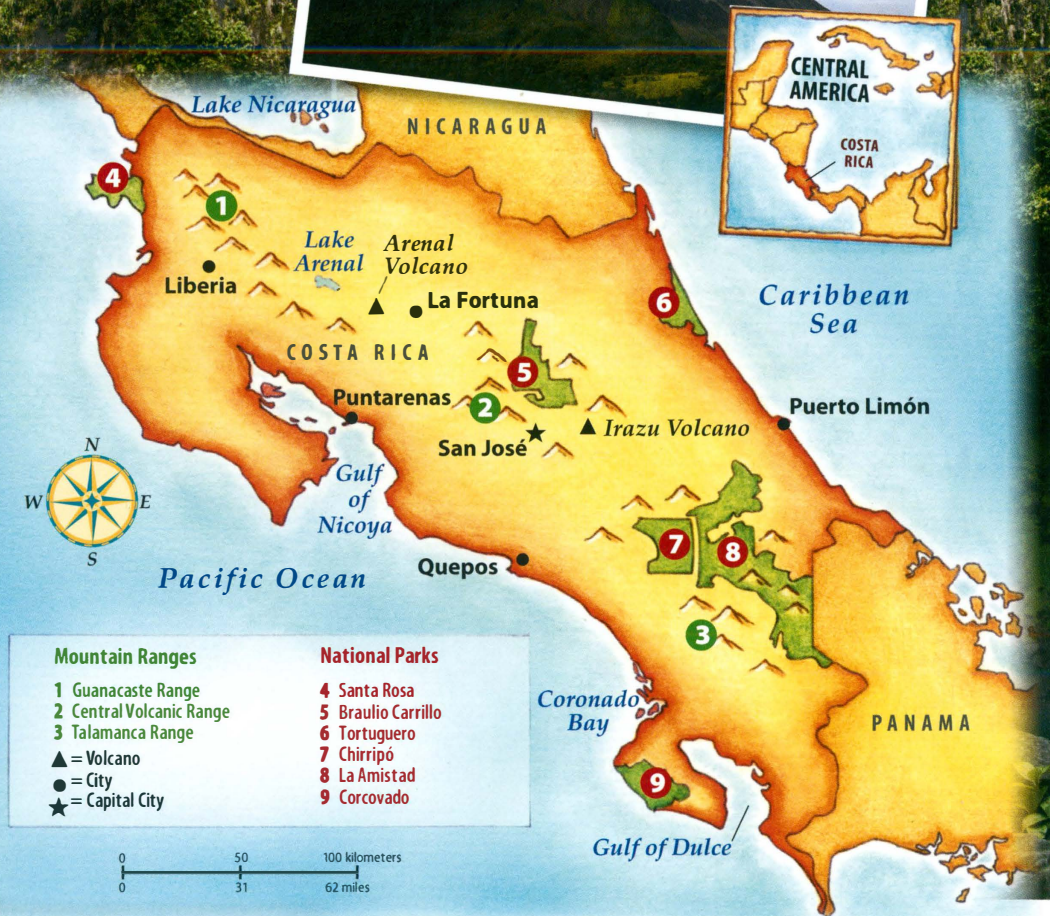 CENTRAL
AMERICA
COSTA
RICA
Lake Nicaragua
NICARAGUA
4
1
Lake
Arenal
Arenal
Volcano
Liberia
La Fortuna
6
Caribbean
Sea
COSTA RICA
5
Puntarenas
2
Puerto Limón
San José
Irazu Volcano
N
W
E
S
Gulf
of
Nicoya
7
8
Quepos
Pacific Ocean
3
Coronado
Bay
PANAMA
9
Gulf of Dulce
Mountain Ranges
1 Guanacaste Range
2 Central Volcanic Range
3 Talamanca Range
= Volcano
= City
= Capital City
National Parks
4 Santa Rosa
5 Braulio Carrillo
6 Tortuguero
7 Chirripó
8 La Amistad
9 Corcovado
0 50 100 kilometers
0 31 62 miles